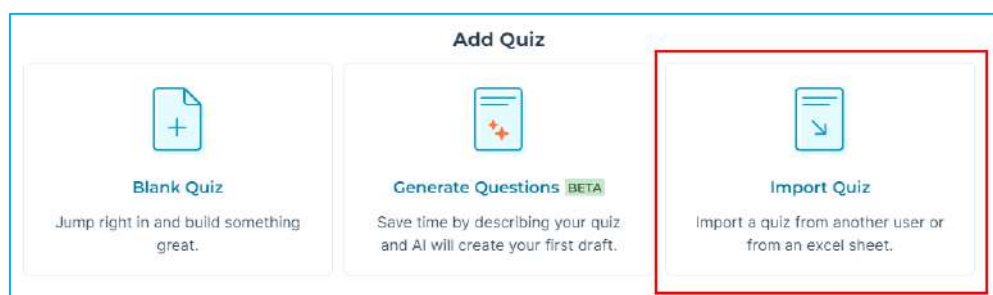 Add Quiz
Blank Quiz
Jump right in and build something
great.
Generate Questions BETA
Save time by describing your quiz
and AI will create your first draft.
Import Quiz
Import a quiz from another user or
from an excel sheet.